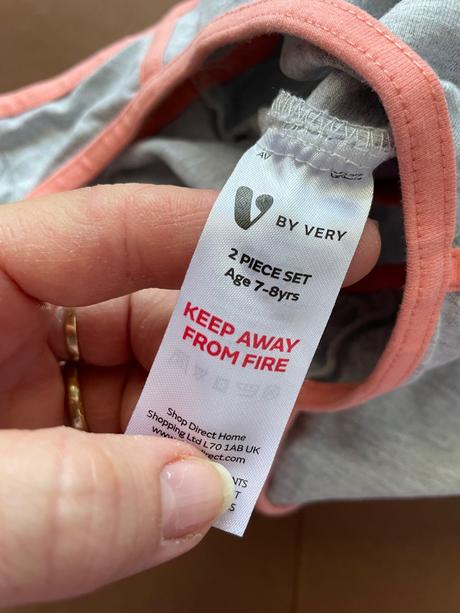 V BY VERY
2 PIECE SET
Age 7-8yrs
KEEP AWAY
FROM FIRE
Shop Direct Home
Shopping Ltd L70 1AB UK